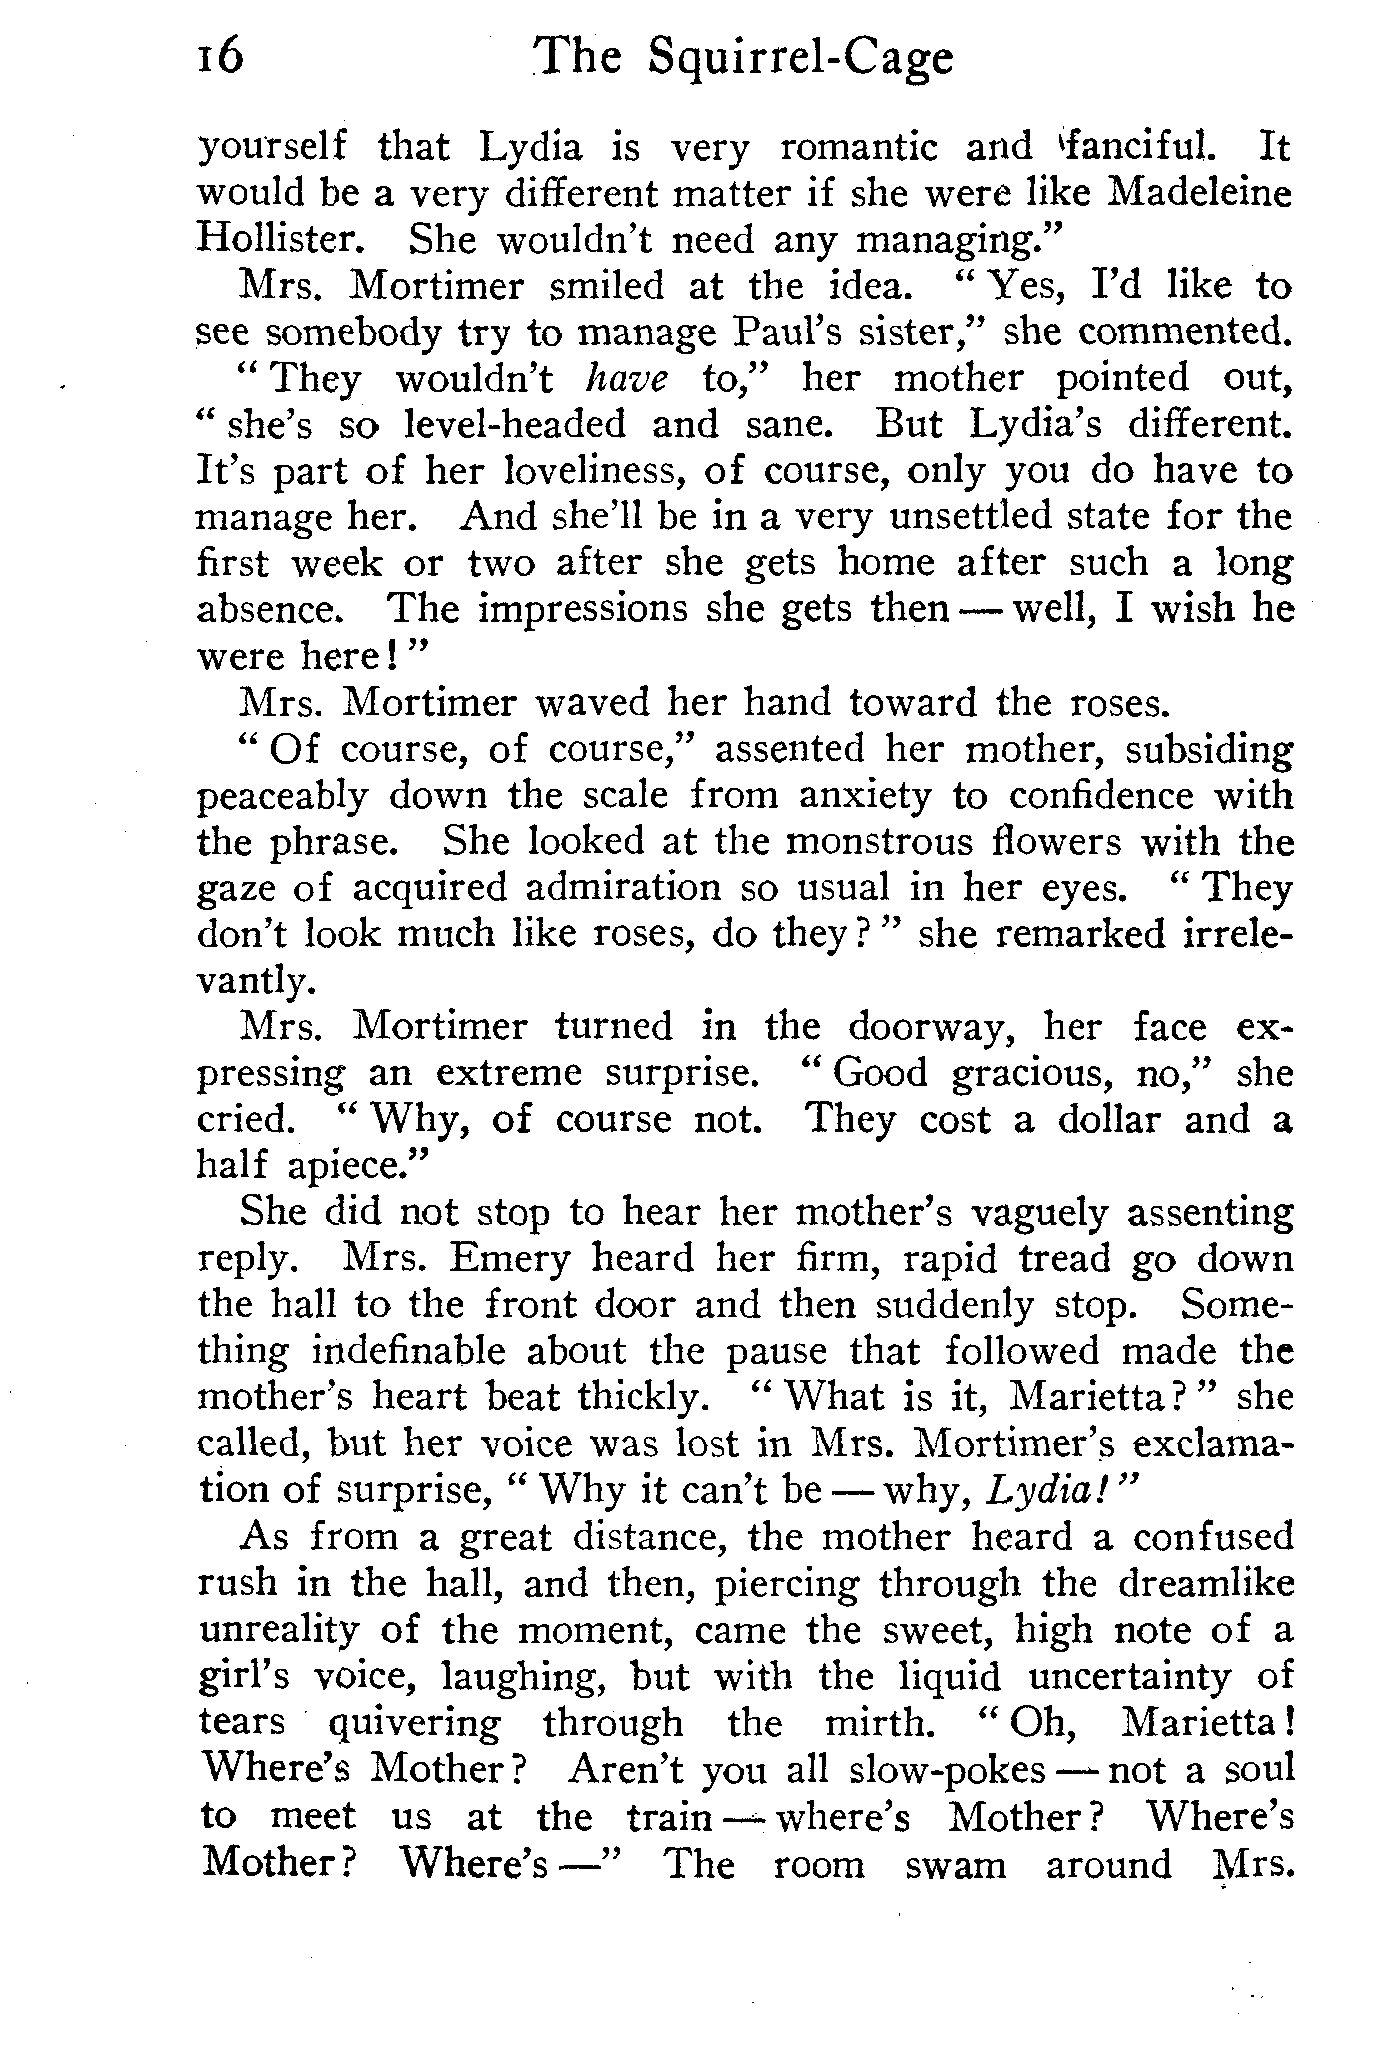 16 The Squirrel-Cage
yourself that Lydia is very romantic and fanciful. It
would be a very different matter if she were like Madeleine
Hollister. She wouldn't need any managing."
Mrs. Mortimer smiled at the idea. " Yes, I'd like to
see somebody try to manage Paul's sister," she commented.
" They wouldn't have to," her mother pointed out,
" she's so level-headed and sane. But Lydia's different.
It's part of her loveliness, of course, only you do have to
manage her. And she'll be in a very unsettled state for the
first week or two after she gets home after such a long
absence. The impressions she gets then — well, I wish he
were here! "
Mrs. Mortimer waved her hand toward the roses.
" Of course, of course," assented her mother, subsiding
peaceably down the scale from anxiety to confidence with
the phrase. She looked at the monstrous flowers with the
gaze of acquired admiration so usual in her eyes. " They
don't look much like roses, do they? " she remarked irrele-
vantly.
Mrs. Mortimer turned in the doorway, her face ex-
pressing an extreme surprise. " Good gracious, no," she
cried. " Why, of course not. They cost a dollar and a
half apiece."
She did not stop to hear her mother's vaguely assenting
reply. Mrs. Emery heard her firm, rapid tread go down
the hall to the front door and then suddenly stop. Some-
thing indefinable about the pause that followed made the
mother's heart beat thickly. " What is it, Marietta? " she
called, but her voice was lost in Mrs. Mortimer's exclama-
tion of surprise, " Why it can't be — why, Lydia! "
As from a great distance, the mother heard a confused
rush in the hall, and then, piercing through the dreamlike
unreality of the moment, came the sweet, high note of a
girl's voice, laughing, but with the liquid uncertainty of
tears quivering through the mirth. " Oh, Marietta!
Where's Mother? Aren't you all slow-pokes — not a soul
to meet us at the train — where's Mother? Where's
Mother? Where's —" The room swam around Mrs.